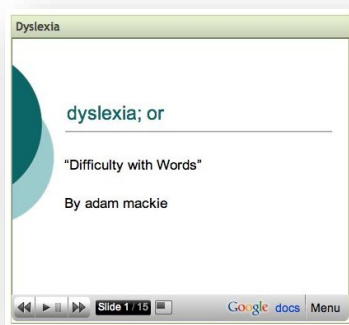 Dyslexia
dyslexia; or
“Difficulty with Words”
By adam mackie
Slide 1 / 15
Google docs
Menu